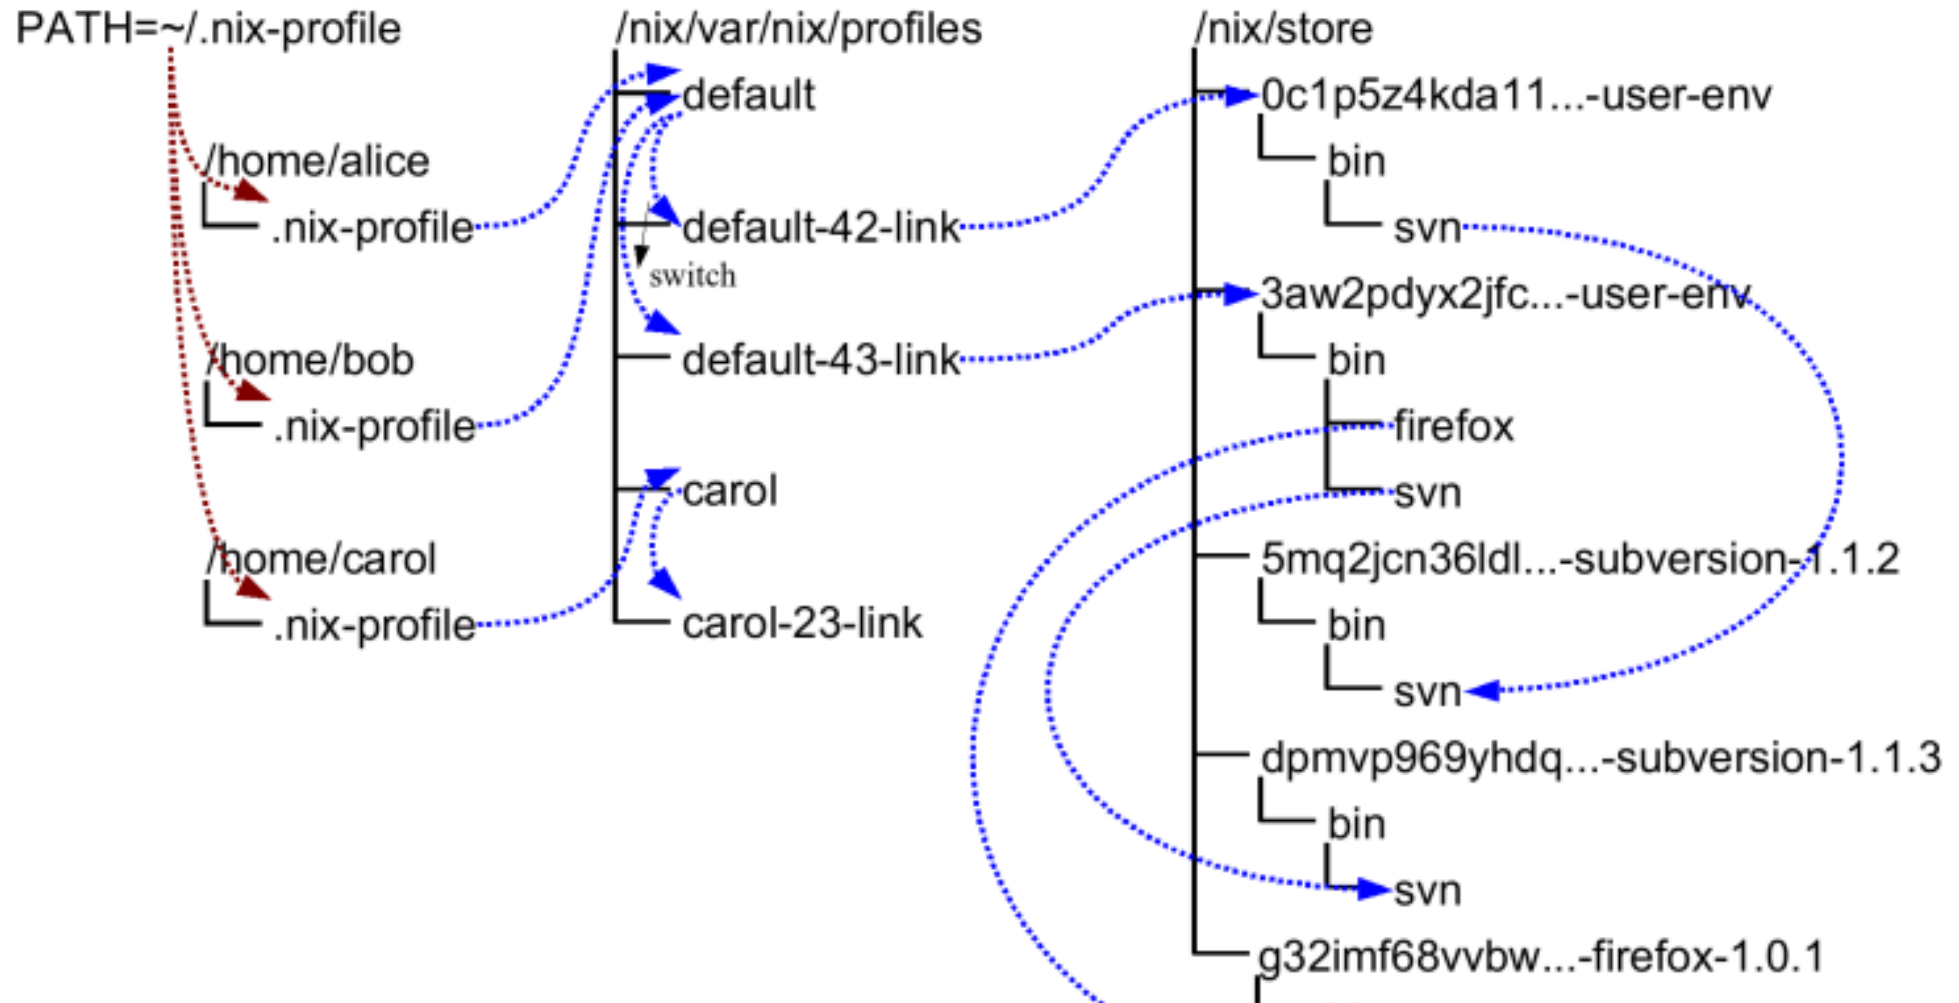 PATH=~/.nix-profile
/home/alice
.nix-profile
/home/bob
.nix-profile
/home/carol
.nix-profile
/nix/var/nix/profiles
default
default-42-link
switch
default-43-link
carol
carol-23-link
/nix/store
0c1p5z4kda11...-user-env
bin
svn
3aw2pdyx2jfc...-user-env
bin
firefox
svn
5mq2jcn36ldl...-subversion-1.1.2
bin
svn
dpmvp969yhdq...-subversion-1.1.3
bin
svn
g32imf68vvbw...-firefox-1.0.1